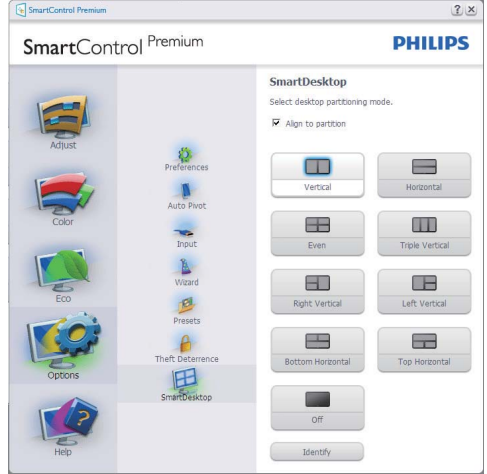 SmartControl Premium
SmartControl Premium
PHILIPS
Adjust
Color
Eco
Options
Help
Preferences
Auto Pivot
Input
Wizard
Presets
Theft Deterrence
SmartDesktop
SmartDesktop
Select desktop partitioning mode.
Align to partition
Vertical
Horizontal
Even
Triple Vertical
Right Vertical
Left Vertical
Bottom Horizontal
Top Horizontal
Off
Identify